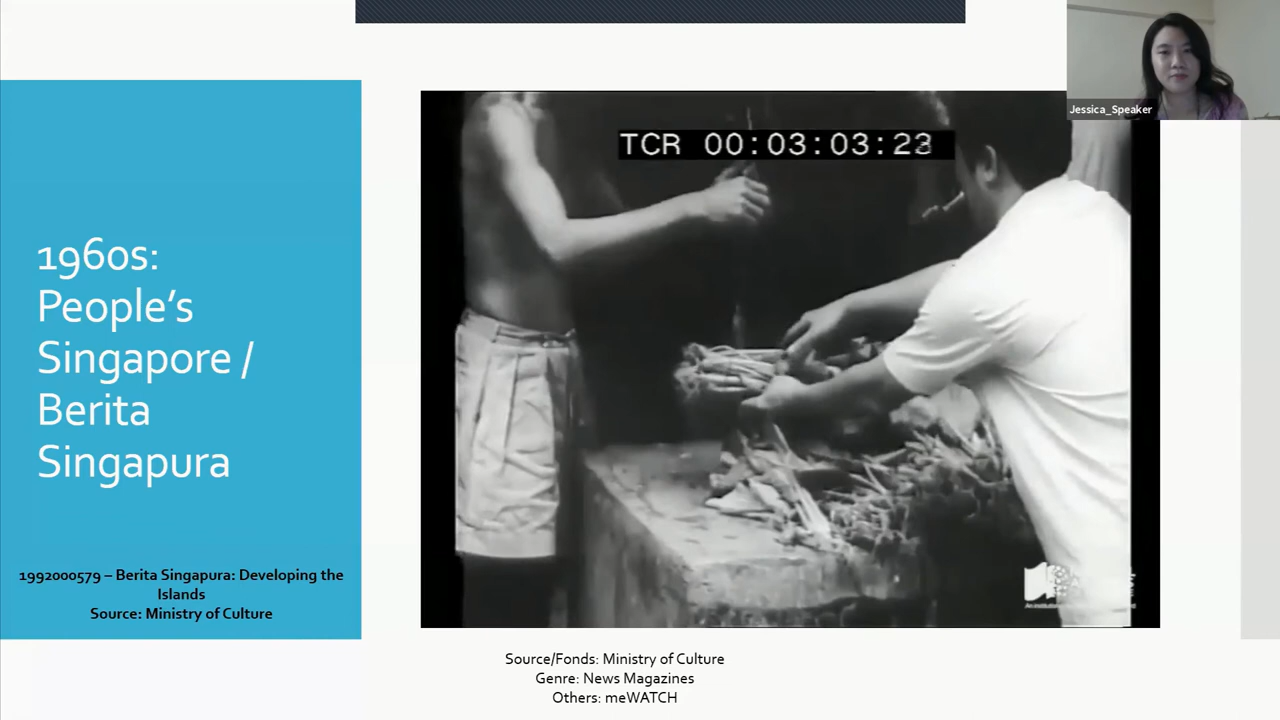 Jessica_Speaker
TCR 00:03:03:23
1960s:
People’s
Singapore /
Berita
Singapura
1992000579 – Berita Singapura: Developing the
Islands
Source: Ministry of Culture
Source/Fonds: Ministry of Culture
Genre: News Magazines
Others: meWATCH